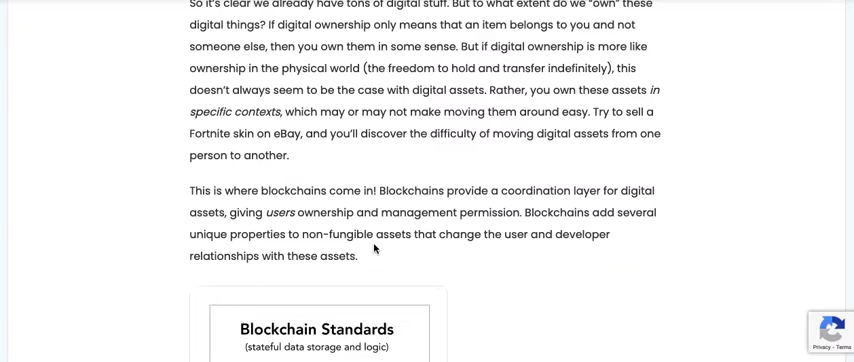 So it's clear we already have tons of digital stuff. But to what extent do we “own” these
digital things? If digital ownership only means that an item belongs to you and not
someone else, then you own them in some sense. But if digital ownership is more like
ownership in the physical world (the freedom to hold and transfer indefinitely), this
doesn't always seem to be the case with digital assets. Rather, you own these assets in
specific contexts, which may or may not make moving them around easy. Try to sell a
Fortnite skin on eBay, and you'll discover the difficulty of moving digital assets from one
person to another.
This is where blockchains come in! Blockchains provide a coordination layer for digital
assets, giving users ownership and management permission. Blockchains add several
unique properties to non-fungible assets that change the user and developer
relationships with these assets.
Blockchain Standards
(stateful data storage and logic)
Privacy - Terms